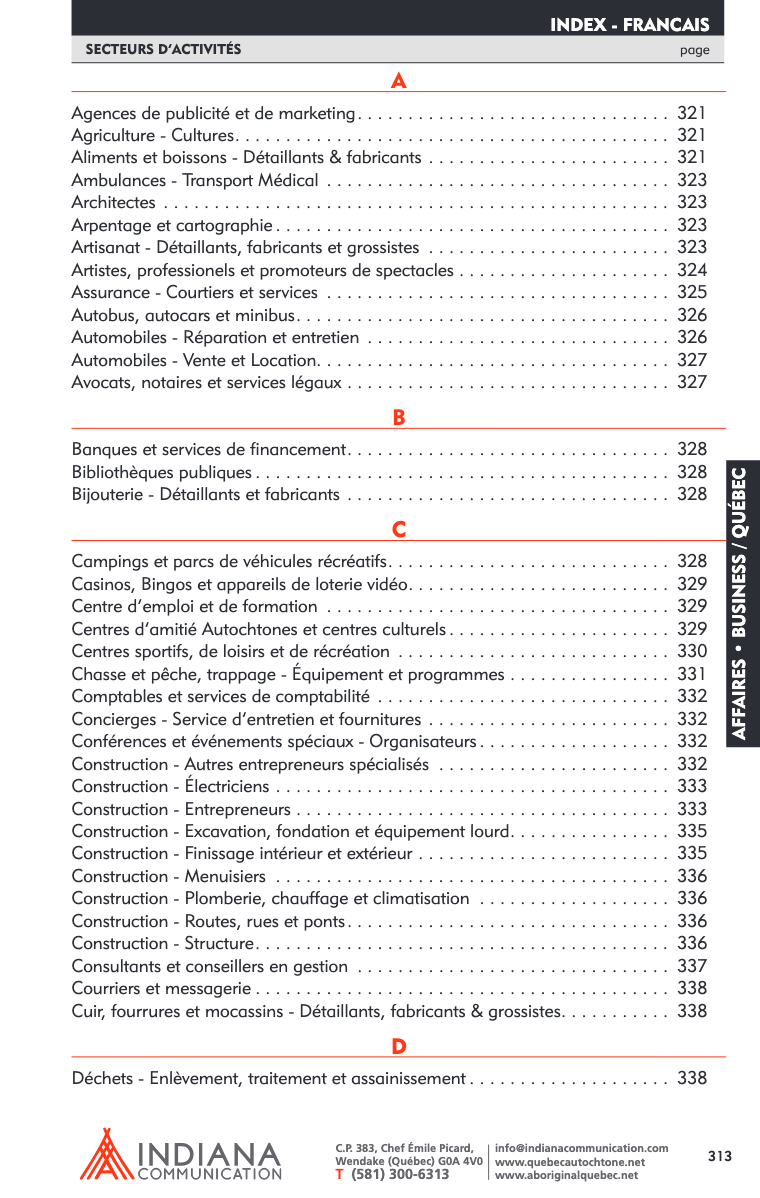 INDEX - FRANCAIS
SECTEURS D’ACTIVITÉS page
A
Agences de publicité et de marketing. . . . . . . . . . . . . . . . . . . . . . . . . . . . . . . 321
Agriculture - Cultures. . . . . . . . . . . . . . . . . . . . . . . . . . . . . . . . . . . . . . . . . . . 321
Aliments et boissons - Détaillants & fabricants . . . . . . . . . . . . . . . . . . . . . . . . 321
Ambulances - Transport Médical . . . . . . . . . . . . . . . . . . . . . . . . . . . . . . . . . . 323
Architectes . . . . . . . . . . . . . . . . . . . . . . . . . . . . . . . . . . . . . . . . . . . . . . . . . . 323
Arpentage et cartographie . . . . . . . . . . . . . . . . . . . . . . . . . . . . . . . . . . . . . . . 323
Artisanat - Détaillants, fabricants et grossistes . . . . . . . . . . . . . . . . . . . . . . . . 323
Artistes, professionels et promoteurs de spectacles . . . . . . . . . . . . . . . . . . . . . 324
Assurance - Courtiers et services . . . . . . . . . . . . . . . . . . . . . . . . . . . . . . . . . . 325
Autobus, autocars et minibus. . . . . . . . . . . . . . . . . . . . . . . . . . . . . . . . . . . . . 326
Automobiles - Réparation et entretien . . . . . . . . . . . . . . . . . . . . . . . . . . . . . . 326
Automobiles - Vente et Location. . . . . . . . . . . . . . . . . . . . . . . . . . . . . . . . . . . 327
Avocats, notaires et services légaux . . . . . . . . . . . . . . . . . . . . . . . . . . . . . . . . 327
B
Banques et services de financement. . . . . . . . . . . . . . . . . . . . . . . . . . . . . . . . 328
Bibliothèques publiques . . . . . . . . . . . . . . . . . . . . . . . . . . . . . . . . . . . . . . . . . 328
Bijouterie - Détaillants et fabricants . . . . . . . . . . . . . . . . . . . . . . . . . . . . . . . . 328
C
Campings et parcs de véhicules récréatifs. . . . . . . . . . . . . . . . . . . . . . . . . . . . 328
Casinos, Bingos et appareils de loterie vidéo. . . . . . . . . . . . . . . . . . . . . . . . . . 329
Centre d’emploi et de formation . . . . . . . . . . . . . . . . . . . . . . . . . . . . . . . . . . 329
Centres d’amitié Autochtones et centres culturels . . . . . . . . . . . . . . . . . . . . . . 329
Centres sportifs, de loisirs et de récréation . . . . . . . . . . . . . . . . . . . . . . . . . . . 330
Chasse et pêche, trappage - Équipement et programmes . . . . . . . . . . . . . . . . 331
Comptables et services de comptabilité . . . . . . . . . . . . . . . . . . . . . . . . . . . . . 332
Concierges - Service d’entretien et fournitures . . . . . . . . . . . . . . . . . . . . . . . . 332
Conférences et événements spéciaux - Organisateurs . . . . . . . . . . . . . . . . . . . 332
Construction - Autres entrepreneurs spécialisés . . . . . . . . . . . . . . . . . . . . . . . 332
Construction - Électriciens . . . . . . . . . . . . . . . . . . . . . . . . . . . . . . . . . . . . . . . 333
Construction - Entrepreneurs . . . . . . . . . . . . . . . . . . . . . . . . . . . . . . . . . . . . . 333
Construction - Excavation, fondation et équipement lourd. . . . . . . . . . . . . . . . 335
Construction - Finissage intérieur et extérieur . . . . . . . . . . . . . . . . . . . . . . . . . 335
Construction - Menuisiers . . . . . . . . . . . . . . . . . . . . . . . . . . . . . . . . . . . . . . . 336
Construction - Plomberie, chauffage et climatisation . . . . . . . . . . . . . . . . . . . 336
Construction - Routes, rues et ponts . . . . . . . . . . . . . . . . . . . . . . . . . . . . . . . . 336
Construction - Structure. . . . . . . . . . . . . . . . . . . . . . . . . . . . . . . . . . . . . . . . . 336
Consultants et conseillers en gestion . . . . . . . . . . . . . . . . . . . . . . . . . . . . . . . 337
Courriers et messagerie . . . . . . . . . . . . . . . . . . . . . . . . . . . . . . . . . . . . . . . . . 338
Cuir, fourrures et mocassins - Détaillants, fabricants & grossistes. . . . . . . . . . . 338
D
Déchets - Enlèvement, traitement et assainissement . . . . . . . . . . . . . . . . . . . . 338
AFFAIRES • BUSINESS / QUÉBEC
INDIANA
COMMUNICATION
C.P. 383, Chef Émile Picard,
Wendake (Québec) G0A 4V0
T (581) 300-6313
info@indianacommunication.com
www.quebecautochtone.net
www.aboriginalquebec.net
313